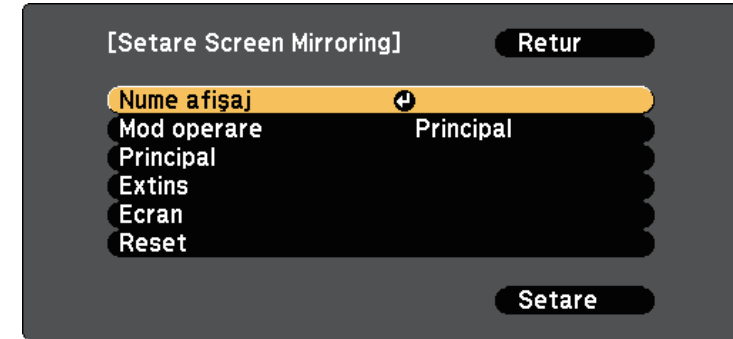 [Setare Screen Mirroring] Retur
Nume afişaj
Mod operare Principal
Principal
Extins
Ecran
Reset
Setare